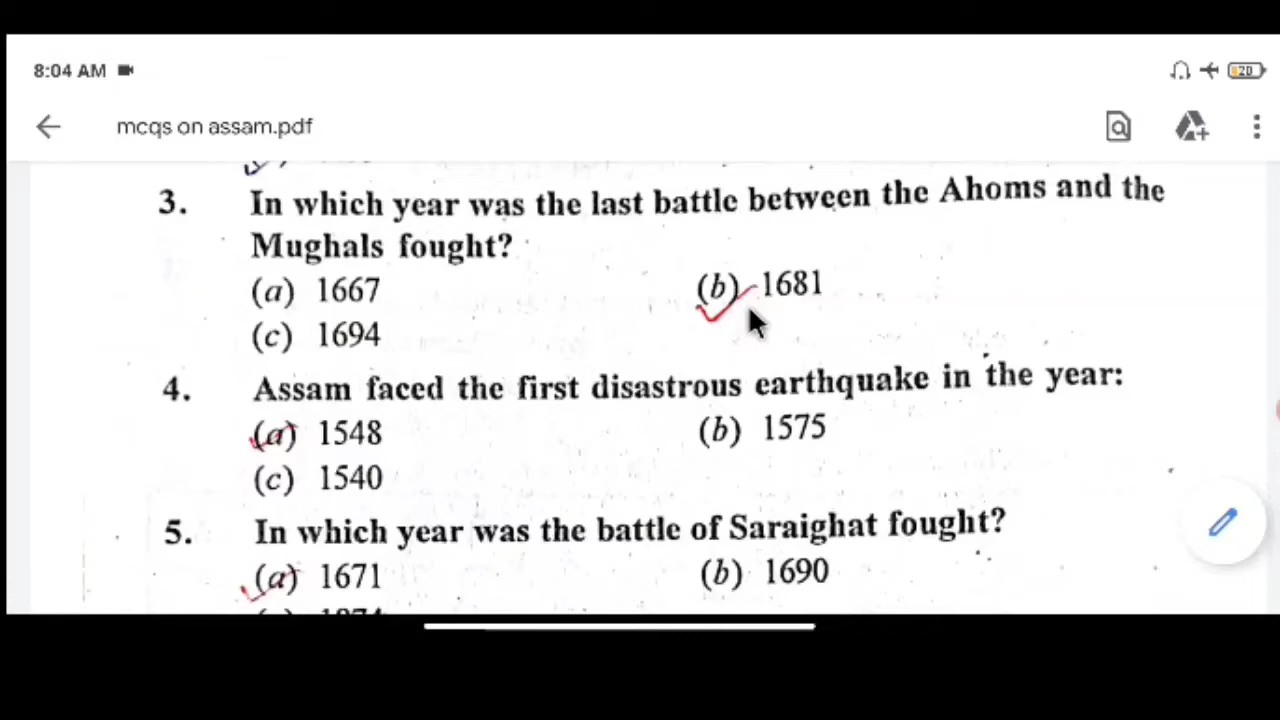 8:04 AM
20
mcqs on assam.pdf
3. In which year was the last battle between the Ahoms and the
Mughals fought?
(a) 1667 (b) 1681
(c) 1694
4. Assam faced the first disastrous earthquake in the year:
(a) 1548 (b) 1575
(c) 1540
5. In which year was the battle of Saraighat fought?
(a) 1671 (b) 1690